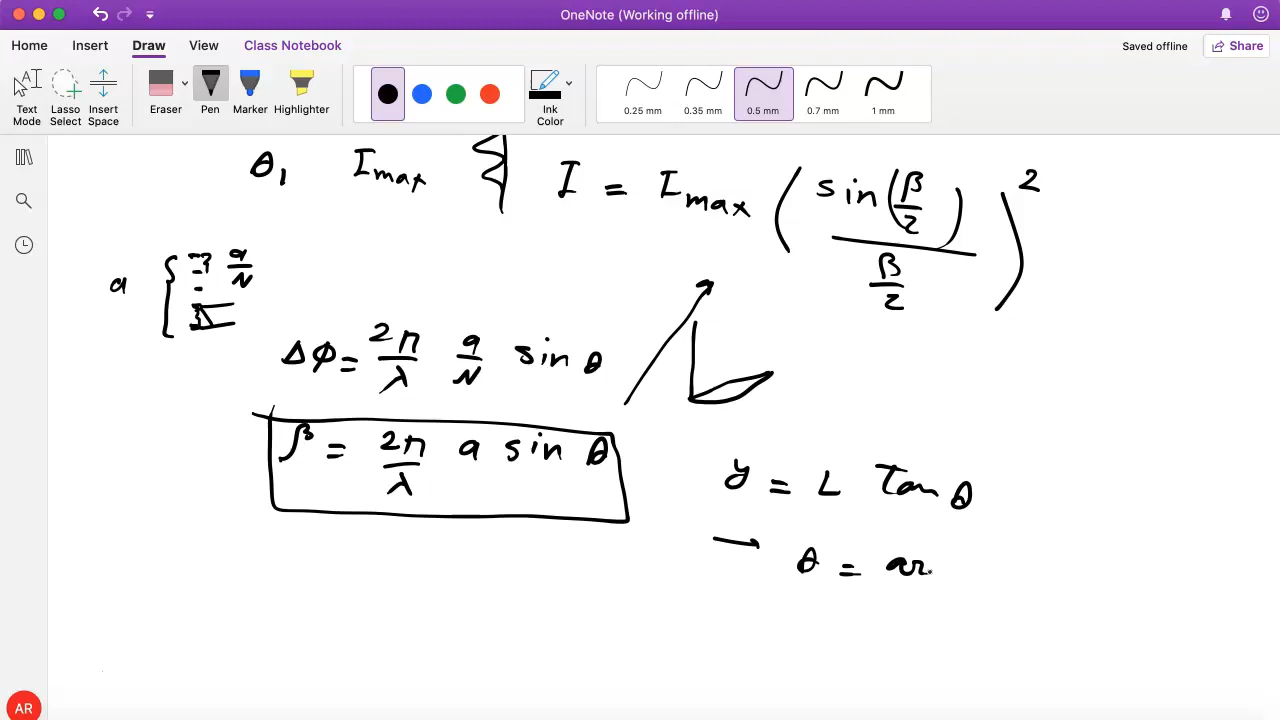 OneNote (Working offline)
Home Insert Draw View Class Notebook
Saved offline Share
Text Mode
Lasso Select
Insert Space
Eraser
Pen
Marker
Highlighter
Ink Color
0.25 mm 0.35 mm 0.5 mm 0.7 mm 1 mm
θ₁ Imax I = Imax (sin(β/2) / (β/2))²
a { a/N
Δφ = 2π/λ a/N sin θ
β = 2π/λ a sin θ
y = L Tan θ
→ θ = ar
AR